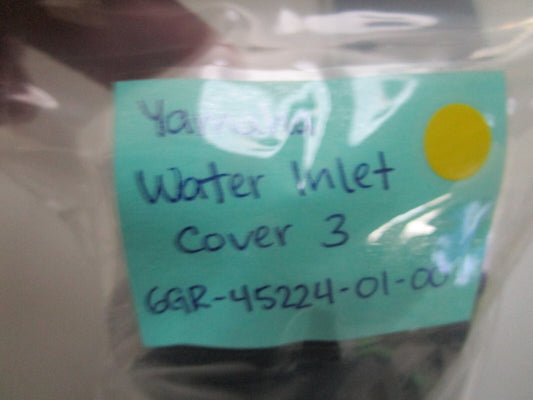 Yamaha
Water Inlet
Cover 3
6GR-45224-01-00